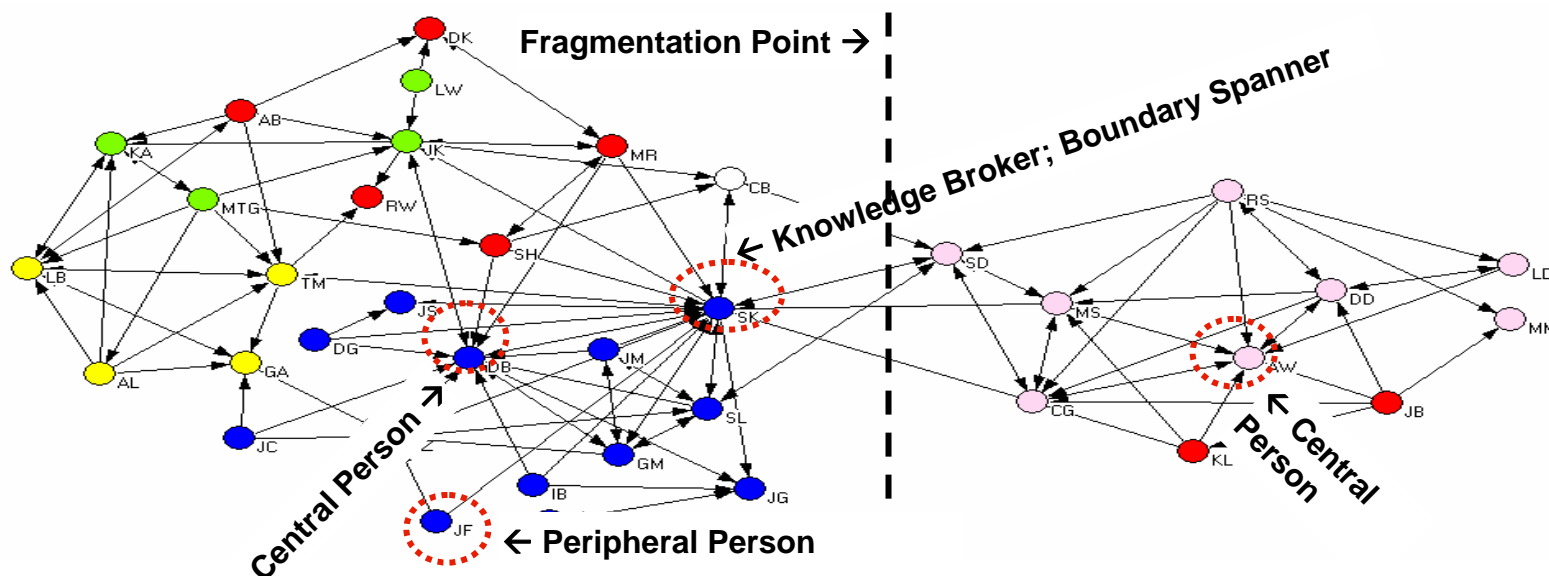 DK
Fragmentation Point →
LW
AB
KA
JK
MR
CB
Knowledge Broker; Boundary Spanner
←
MTG
RW
RS
SH
SD
LD
LB
TM
DD
JS
SK
MS
MM
DG
DB
JM
AW
AL
GA
SL
CG
JB
JC
GM
KL
Central Person →
← Central
Person
IB
JG
JF
← Peripheral Person